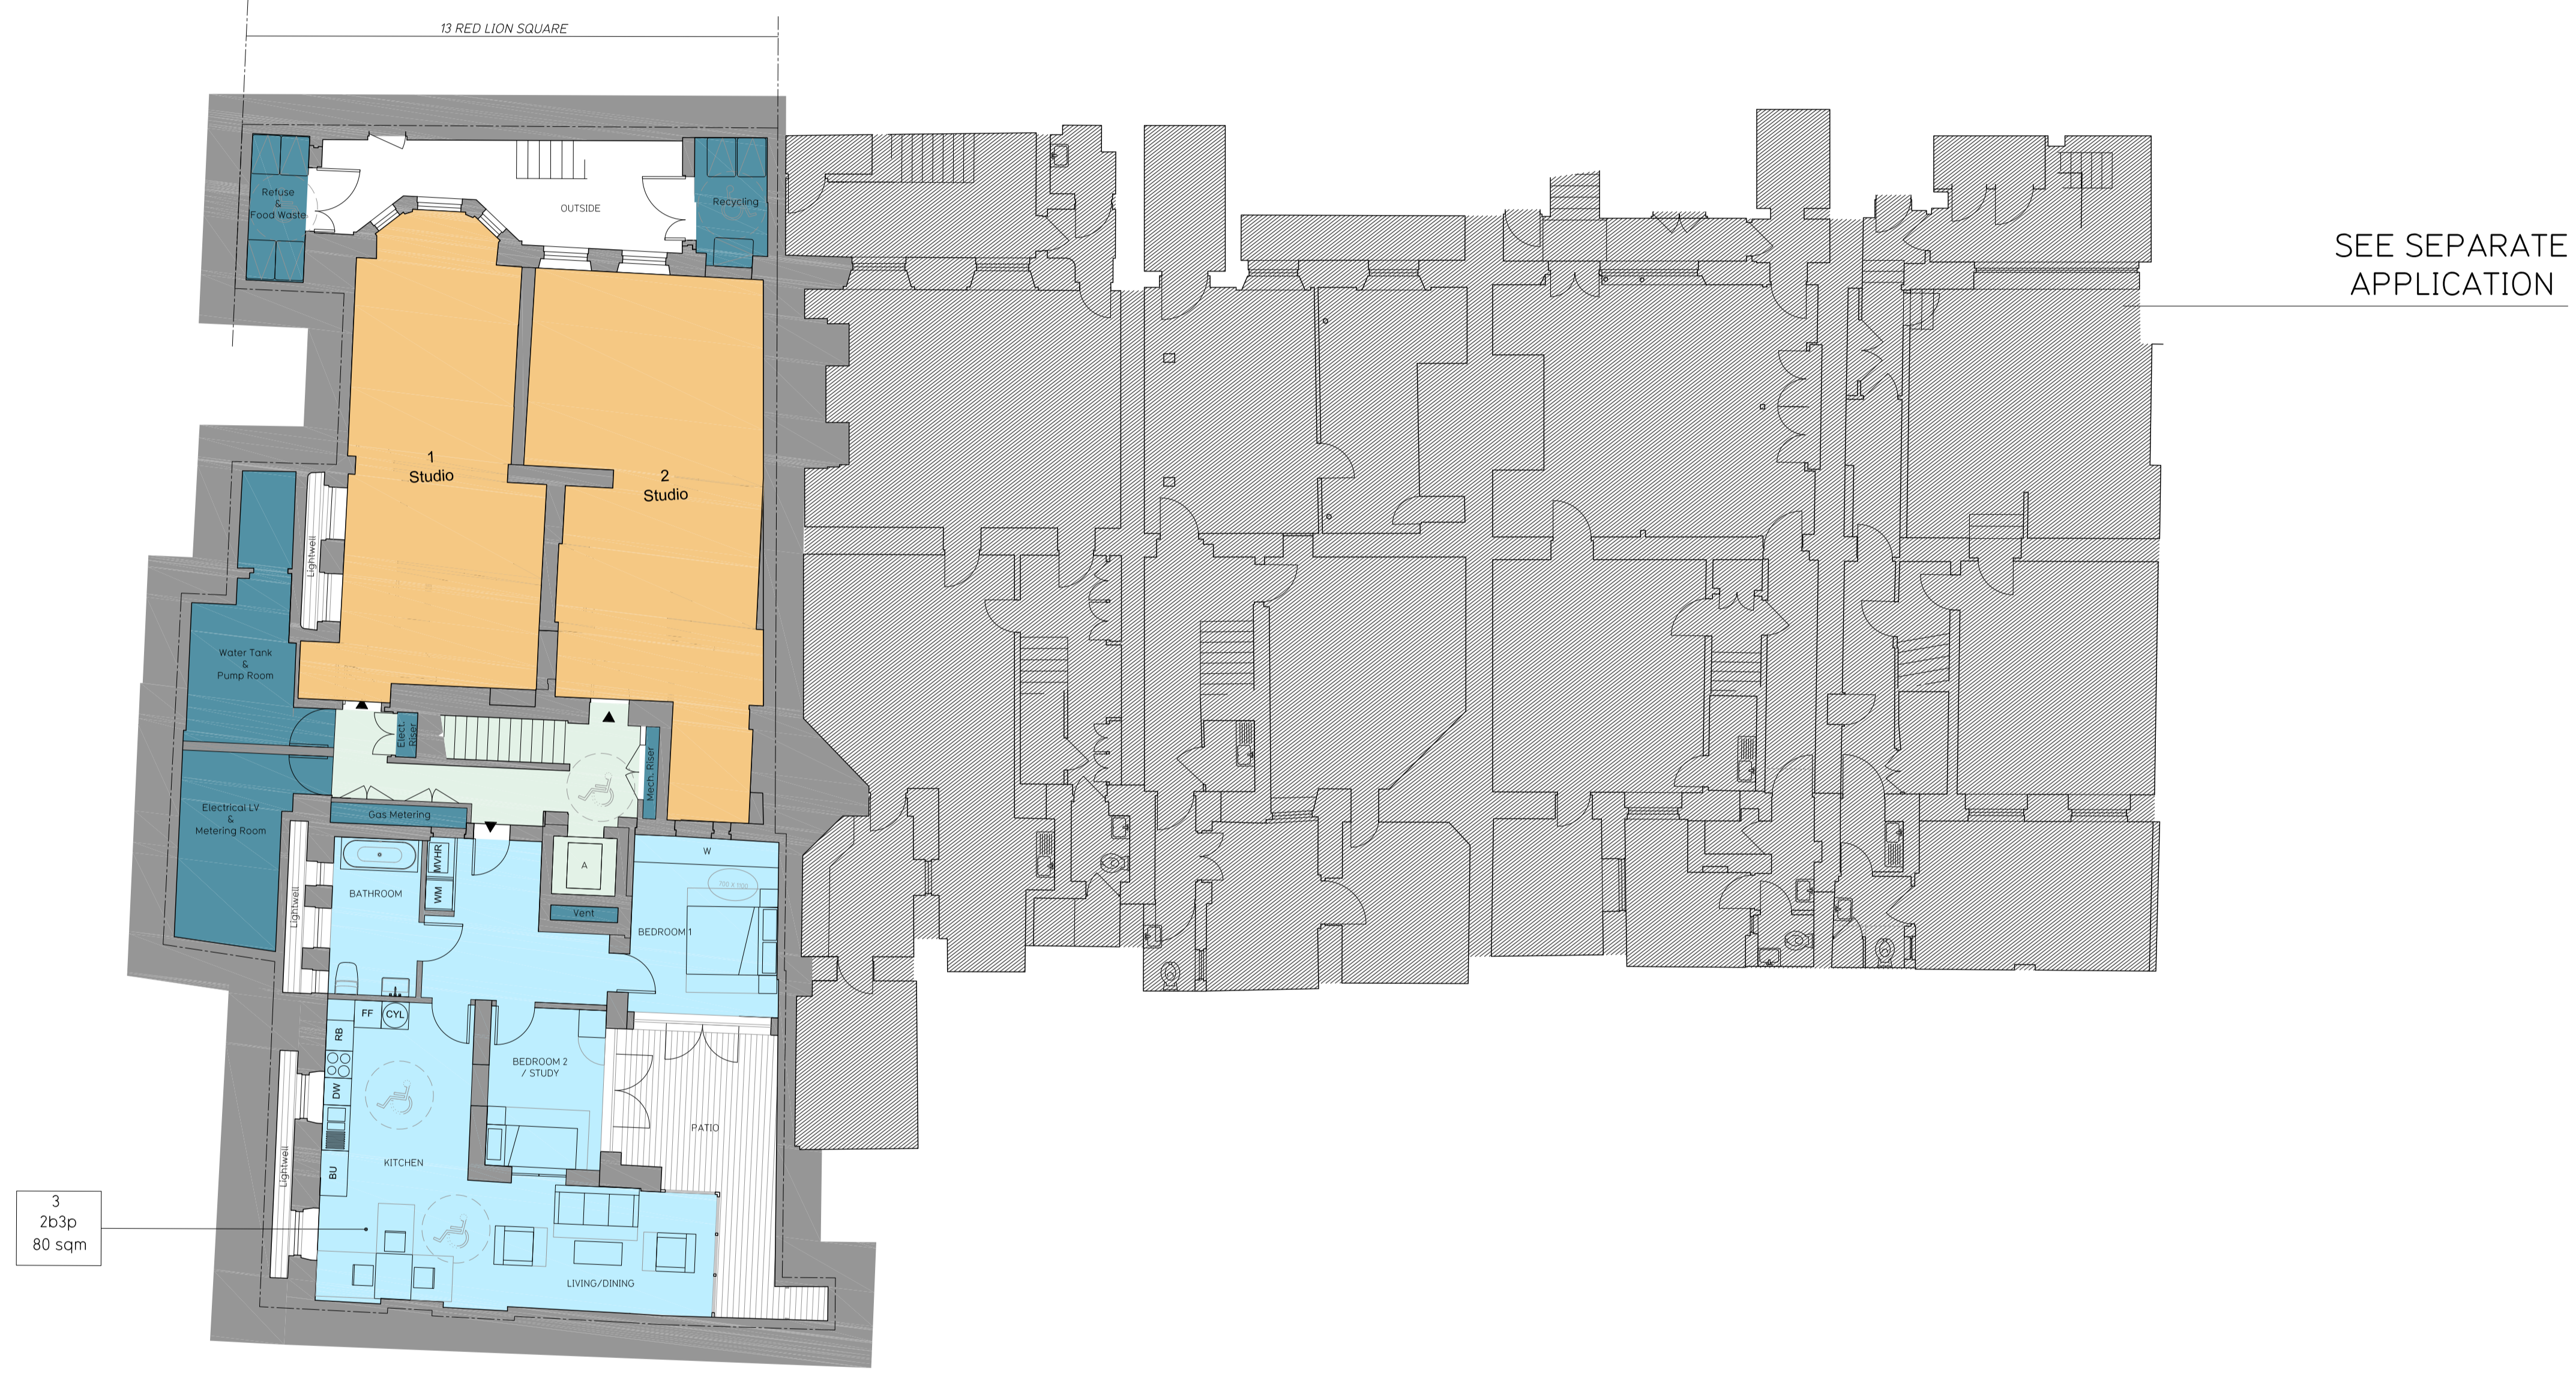 13 RED LION SQUARE
Refuse
&
Food Waste
OUTSIDE
Recycling
SEE SEPARATE
APPLICATION
1
Studio
2
Studio
Lightwell
Water Tank
&
Pump Room
Elect.
Riser
Mech. Riser
Electrical LV
&
Metering Room
Gas Metering
MVHR
WM
A
W
700 X 1100
BATHROOM
Lightwell
Vent
BEDROOM 1
FF
CYL
RB
BEDROOM 2
/ STUDY
DW
PATIO
KITCHEN
BU
Lightwell
3
2b3p
80 sqm
LIVING/DINING